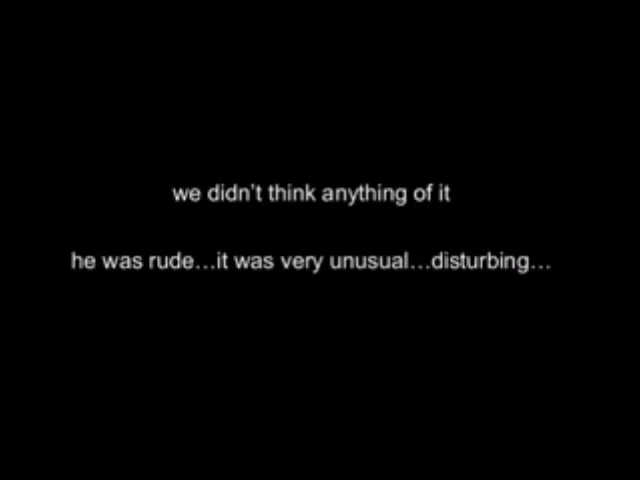 we didn’t think anything of it
he was rude…it was very unusual…disturbing…